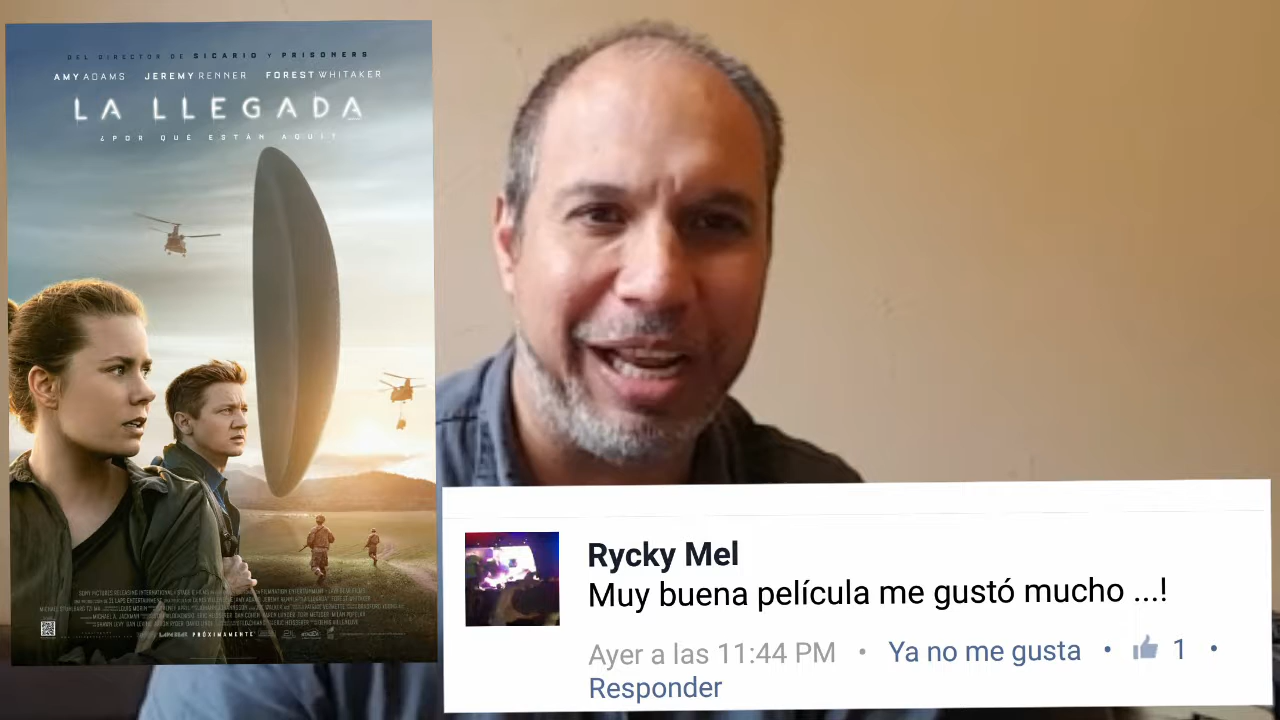 DEL DIRECTOR DE SICARIO Y PRISONERS
AMY ADAMS JEREMY RENNER FOREST WHITAKER
LA LLEGADA
¿POR QUÉ ESTÁN AQUÍ?
PRÓXIMAMENTE
Rycky Mel
Muy buena película me gustó mucho ...!
Ayer a las 11:44 PM • Ya no me gusta • 1 •
Responder